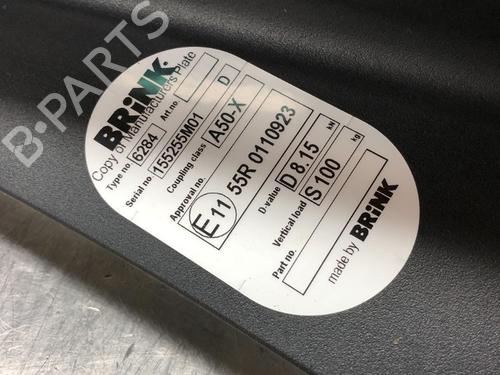 BRINK
Copy of Manufacturers Plate
Type no 6284 Art.no. D
Serial no. 155255M01
Coupling class A50-X
Approval no. E11 55R 0110923
D-value D 8.15 kN
Vertical load S 100 kg
Part no.
made by BRINK
B-PARTS